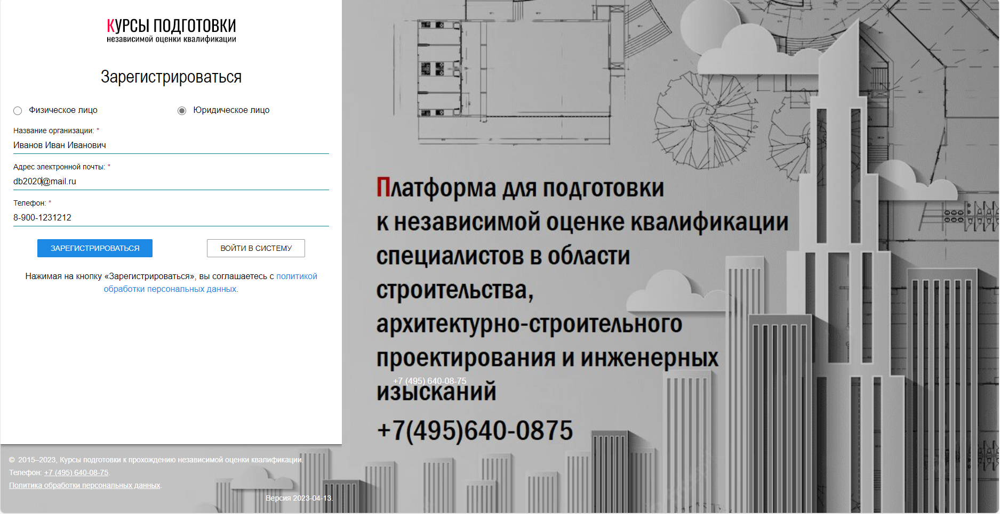 КУРСЫ ПОДГОТОВКИ
независимой оценки квалификации
Зарегистрироваться
Физическое лицо
Юридическое лицо
Название организации: *
Иванов Иван Иванович
Адрес электронной почты: *
db2020@mail.ru
Телефон: *
8-900-1231212
ЗАРЕГИСТРИРОВАТЬСЯ
ВОЙТИ В СИСТЕМУ
Нажимая на кнопку «Зарегистрироваться», вы соглашаетесь с политикой
обработки персональных данных.
© 2015–2023, Курсы подготовки к прохождению независимой оценки квалификации.
Телефон: +7 (495) 640-08-75.
Политика обработки персональных данных.
Версия 2023-04-13.
Платформа для подготовки
к независимой оценке квалификации
специалистов в области
строительства,
архитектурно-строительного
проектирования и инженерных
+7 (495) 640-08-75
изысканий
+7(495)640-0875